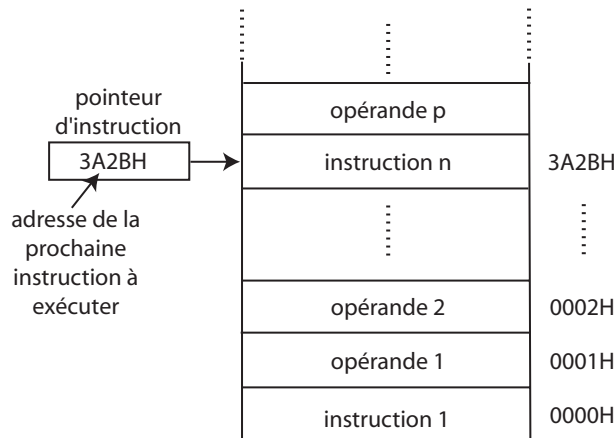 opérande p
pointeur
d'instruction
3A2BH
instruction n
3A2BH
adresse de la
prochaine
instruction à
exécuter
opérande 2
0002H
opérande 1
0001H
instruction 1
0000H